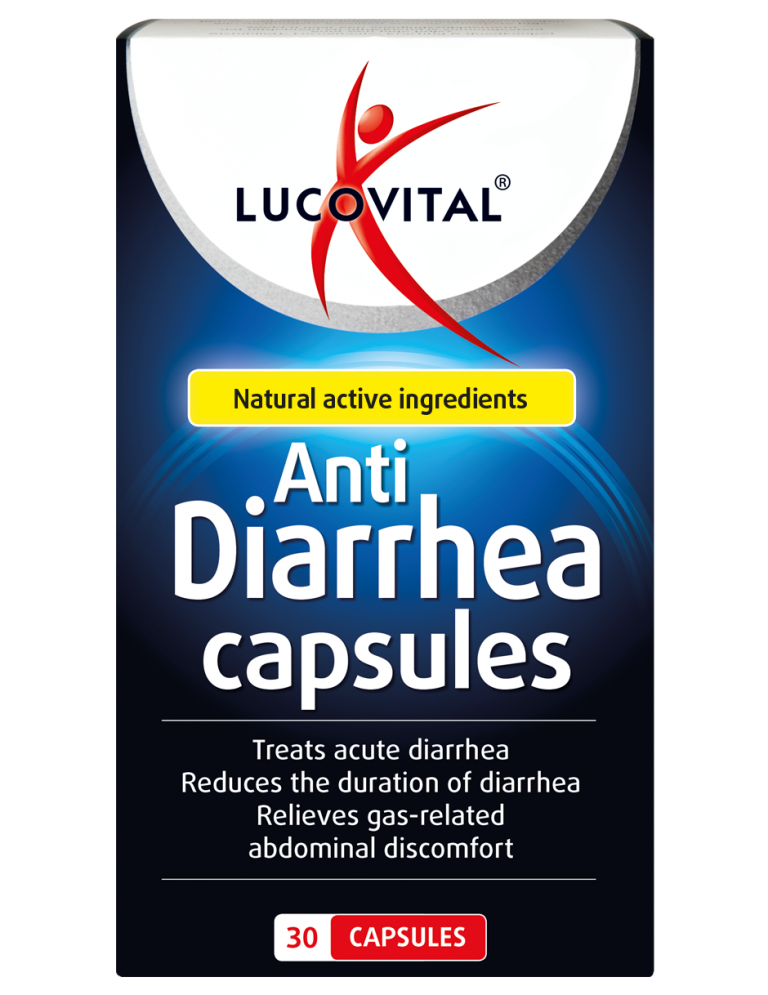 LUCOVITAL®
Natural active ingredients
Anti
Diarrhea
capsules
Treats acute diarrhea
Reduces the duration of diarrhea
Relieves gas-related
abdominal discomfort
30 CAPSULES